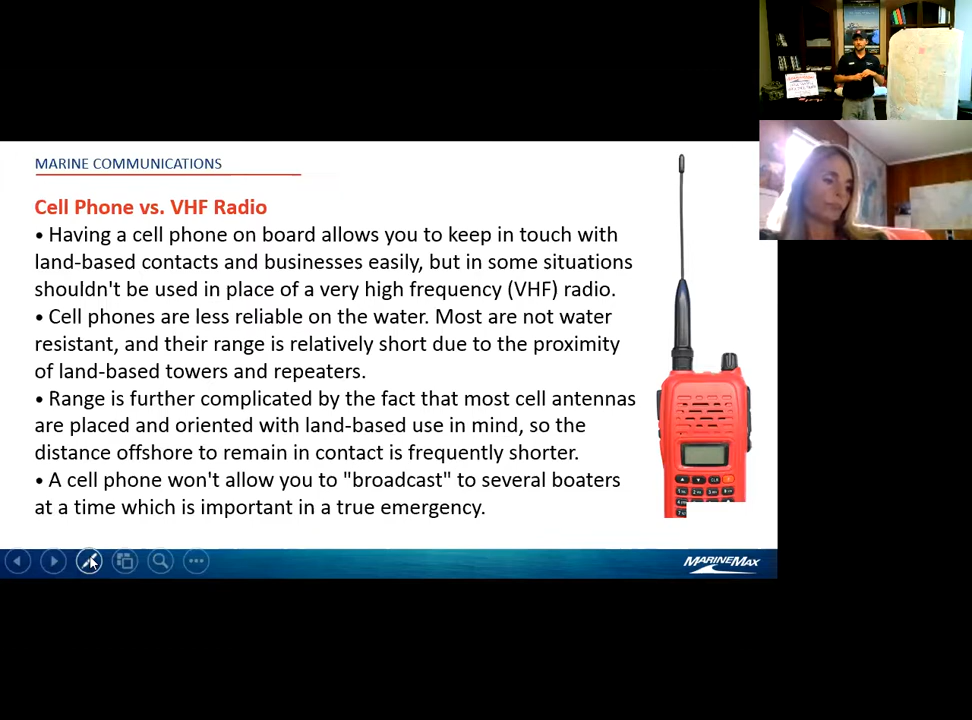 MARINE COMMUNICATIONS
Cell Phone vs. VHF Radio
• Having a cell phone on board allows you to keep in touch with
land-based contacts and businesses easily, but in some situations
shouldn't be used in place of a very high frequency (VHF) radio.
• Cell phones are less reliable on the water. Most are not water
resistant, and their range is relatively short due to the proximity
of land-based towers and repeaters.
• Range is further complicated by the fact that most cell antennas
are placed and oriented with land-based use in mind, so the
distance offshore to remain in contact is frequently shorter.
• A cell phone won't allow you to "broadcast" to several boaters
at a time which is important in a true emergency.
MARINEMAX